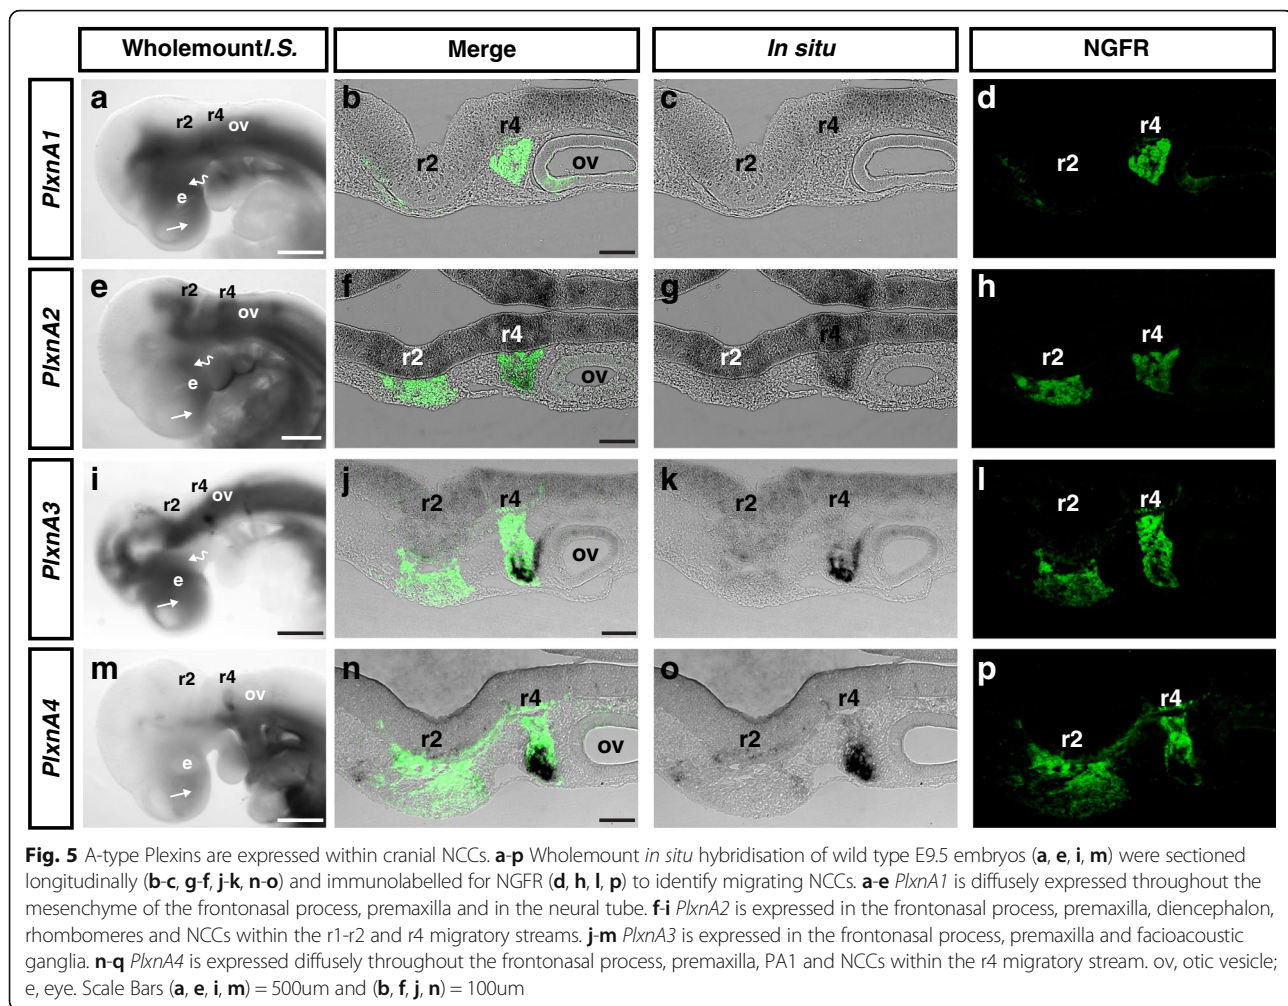 WholemountI.S. Merge In situ NGFR
PlxnA1
a r2 r4 ov e
b r2 r4 ov
c r2 r4
d r2 r4
PlxnA2
e r2 r4 ov e
f r2 r4 ov
g r2 r4
h r2 r4
PlxnA3
i r2 r4 ov e
j r2 r4 ov
k r2 r4
l r2 r4
PlxnA4
m r2 r4 ov e
n r2 r4 ov
o r2 r4
p r2 r4
Fig. 5 A-type Plexins are expressed within cranial NCCs. a-p Wholemount in situ hybridisation of wild type E9.5 embryos (a, e, i, m) were sectioned
longitudinally (b-c, g-f, j-k, n-o) and immunolabelled for NGFR (d, h, l, p) to identify migrating NCCs. a-e PlxnA1 is diffusely expressed throughout the
mesenchyme of the frontonasal process, premaxilla and in the neural tube. f-i PlxnA2 is expressed in the frontonasal process, premaxilla, diencephalon,
rhombomeres and NCCs within the r1-r2 and r4 migratory streams. j-m PlxnA3 is expressed in the frontonasal process, premaxilla and facioacoustic
ganglia. n-q PlxnA4 is expressed diffusely throughout the frontonasal process, premaxilla, PA1 and NCCs within the r4 migratory stream. ov, otic vesicle;
e, eye. Scale Bars (a, e, i, m) = 500um and (b, f, j, n) = 100um